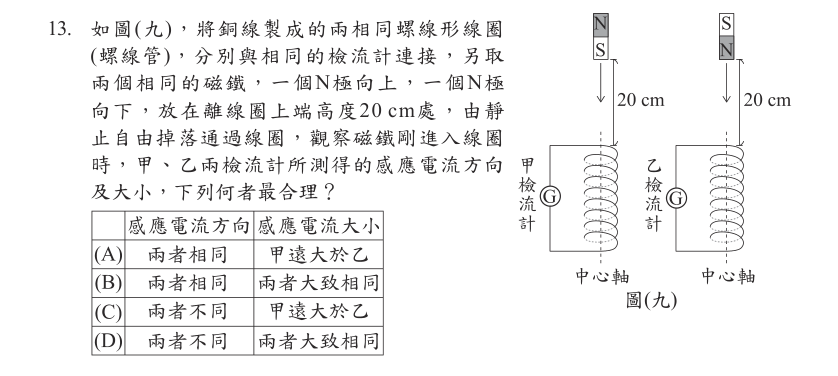 13. 如圖(九)，將銅線製成的兩相同螺線形線圈
(螺線管)，分別與相同的檢流計連接，另取
兩個相同的磁鐵，一個N極向上，一個N極
向下，放在離線圈上端高度20 cm處，由靜
止自由掉落通過線圈，觀察磁鐵剛進入線圈
時，甲、乙兩檢流計所測得的感應電流方向
及大小，下列何者最合理？
感應電流方向 感應電流大小
(A) 兩者相同 甲遠大於乙
(B) 兩者相同 兩者大致相同
(C) 兩者不同 甲遠大於乙
(D) 兩者不同 兩者大致相同
N
S
20 cm
甲檢流計
G
中心軸
S
N
20 cm
乙檢流計
G
中心軸
圖(九)